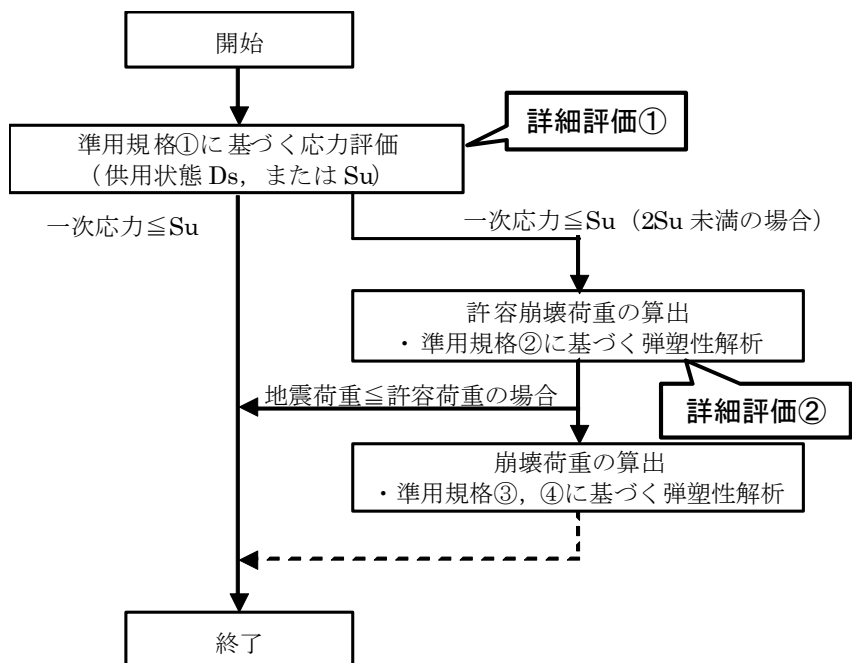 開始
詳細評価①
準用規格①に基づく応力評価
（供用状態 Ds，または Su）
一次応力≦Su
一次応力≦Su（2Su 未満の場合）
許容崩壊荷重の算出
・準用規格②に基づく弾塑性解析
地震荷重≦許容荷重の場合
詳細評価②
崩壊荷重の算出
・準用規格③，④に基づく弾塑性解析
終了